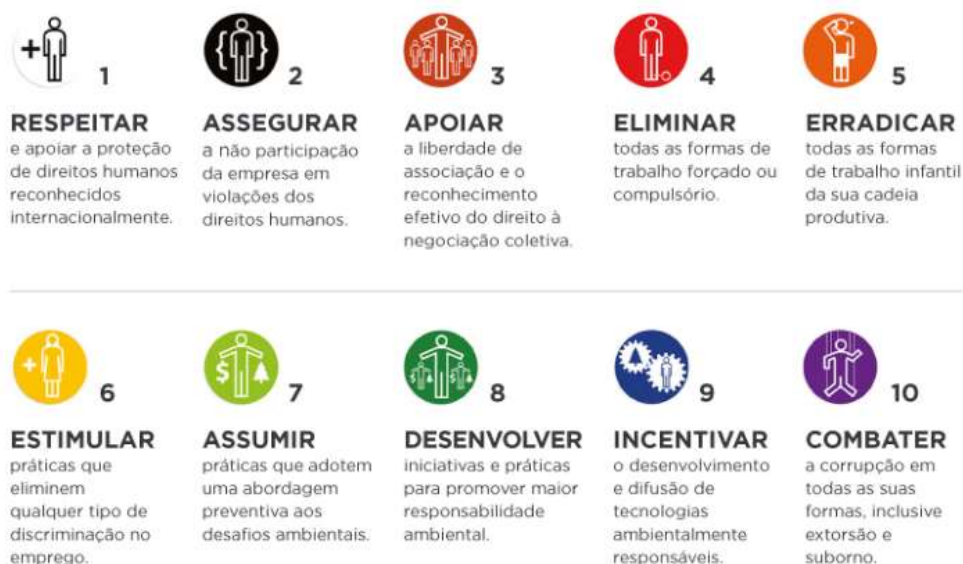 1
RESPEITAR
e apoiar a proteção
de direitos humanos
reconhecidos
internacionalmente.
2
ASSEGURAR
a não participação
da empresa em
violações dos
direitos humanos.
3
APOIAR
a liberdade de
associação e o
reconhecimento
efetivo do direito à
negociação coletiva.
4
ELIMINAR
todas as formas de
trabalho forçado ou
compulsório.
5
ERRADICAR
todas as formas
de trabalho infantil
da sua cadeia
produtiva.
6
ESTIMULAR
práticas que
eliminem
qualquer tipo de
discriminação no
emprego.
$
7
ASSUMIR
práticas que adotem
uma abordagem
preventiva aos
desafios ambientais.
8
DESENVOLVER
iniciativas e práticas
para promover maior
responsabilidade
ambiental.
9
INCENTIVAR
o desenvolvimento
e difusão de
tecnologias
ambientalmente
responsáveis.
10
COMBATER
a corrupção em
todas as suas
formas, inclusive
extorsão e
suborno.